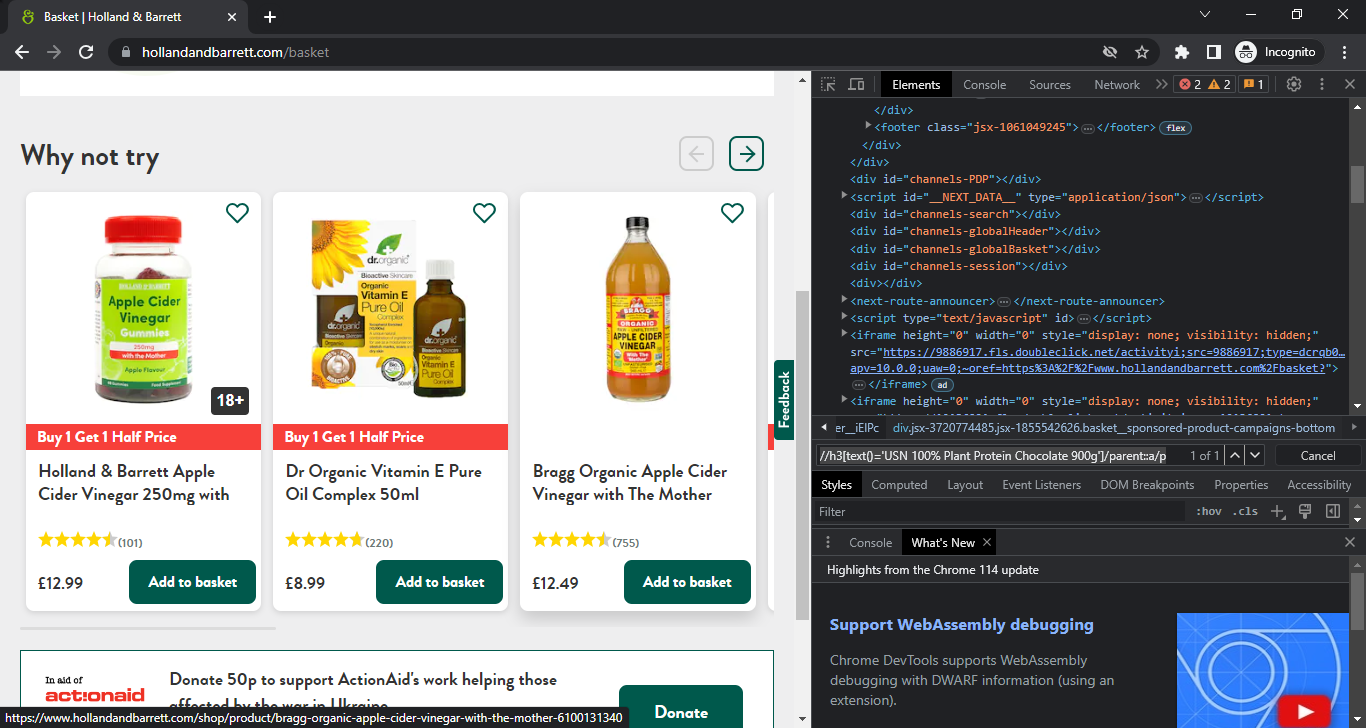 Basket | Holland & Barrett
hollandandbarrett.com/basket
Incognito
Why not try
HOLLAND & BARRETT
Apple Cider
Vinegar
Gummies
250mg
with the Mother
Apple Flavour
18+
Buy 1 Get 1 Half Price
Holland & Barrett Apple
Cider Vinegar 250mg with
(101)
£12.99
Add to basket
dr.organic
Bioactive Skincare
Organic
Vitamin E
Pure Oil
Complex
50ml
Buy 1 Get 1 Half Price
Dr Organic Vitamin E Pure
Oil Complex 50ml
(220)
£8.99
Add to basket
BRAGG
ORGANIC
RAW - UNFILTERED
APPLE CIDER
VINEGAR
With The 'Mother'
Bragg Organic Apple Cider
Vinegar with The Mother
(755)
£12.49
Add to basket
Feedback
In aid of
act!onaid
Donate 50p to support ActionAid's work helping those
affected by the war in Ukraine
Donate
https://www.hollandandbarrett.com/shop/product/bragg-organic-apple-cider-vinegar-with-the-mother-6100131340
Elements Console Sources Network 2 2 1
</div>
<footer class="jsx-1061049245">…</footer> flex
</div>
</div>
<div id="channels-PDP"></div>
<script id="__NEXT_DATA__" type="application/json">…</script>
<div id="channels-search"></div>
<div id="channels-globalHeader"></div>
<div id="channels-globalBasket"></div>
<div id="channels-session"></div>
<div></div>
<next-route-announcer>…</next-route-announcer>
<script type="text/javascript" id>…</script>
<iframe height="0" width="0" style="display: none; visibility: hidden;"
src="https://9886917.fls.doubleclick.net/activityi;src=9886917;type=dcrqb0…
apv=10.0.0;uaw=0;~oref=https%3A%2F%2Fwww.hollandandbarrett.com%2Fbasket?">
…</iframe> ad
<iframe height="0" width="0" style="display: none; visibility: hidden;"
er__iEIPc div.jsx-3720774485.jsx-1855542626.basket__sponsored-product-campaigns-bottom
//h3[text()='USN 100% Plant Protein Chocolate 900g']/parent::a/p 1 of 1 Cancel
Styles Computed Layout Event Listeners DOM Breakpoints Properties Accessibility
Filter :hov .cls
Console What's New
Highlights from the Chrome 114 update
Support WebAssembly debugging
Chrome DevTools supports WebAssembly
debugging with DWARF information (using an
extension).